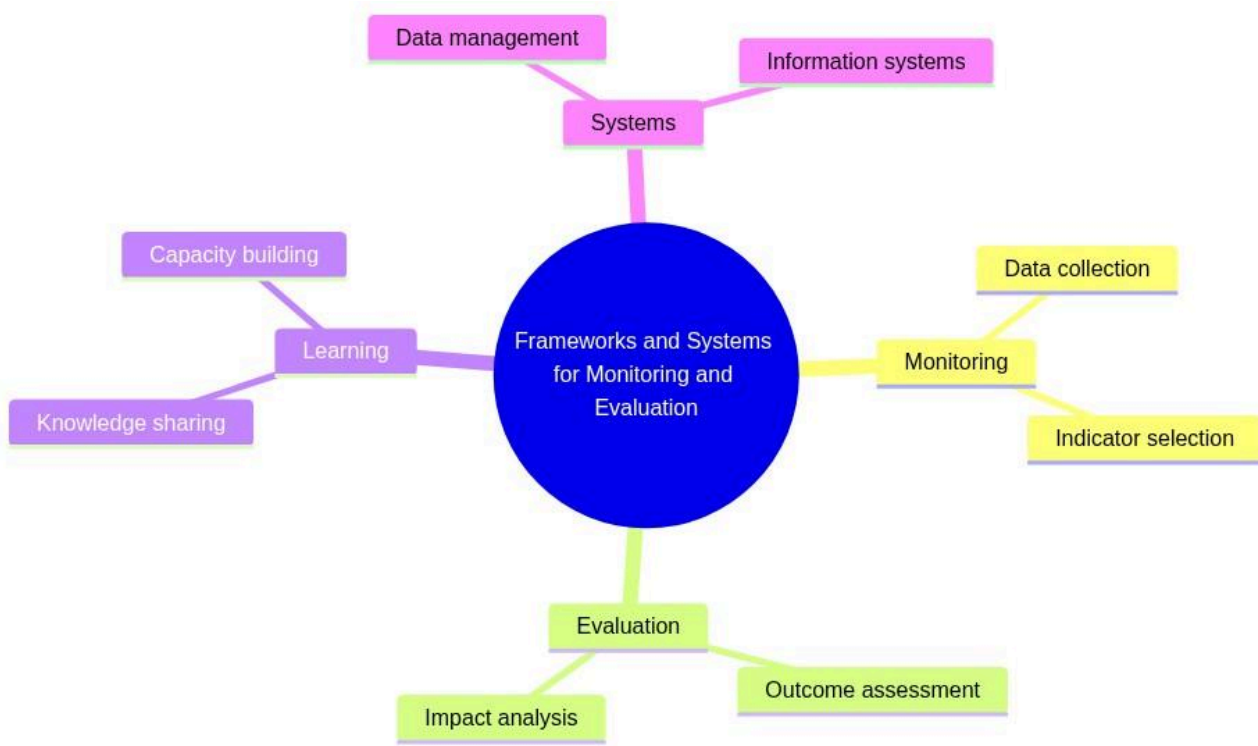 Data management
Information systems
Systems
Capacity building
Learning
Knowledge sharing
Frameworks and Systems
for Monitoring and
Evaluation
Data collection
Monitoring
Indicator selection
Evaluation
Impact analysis
Outcome assessment